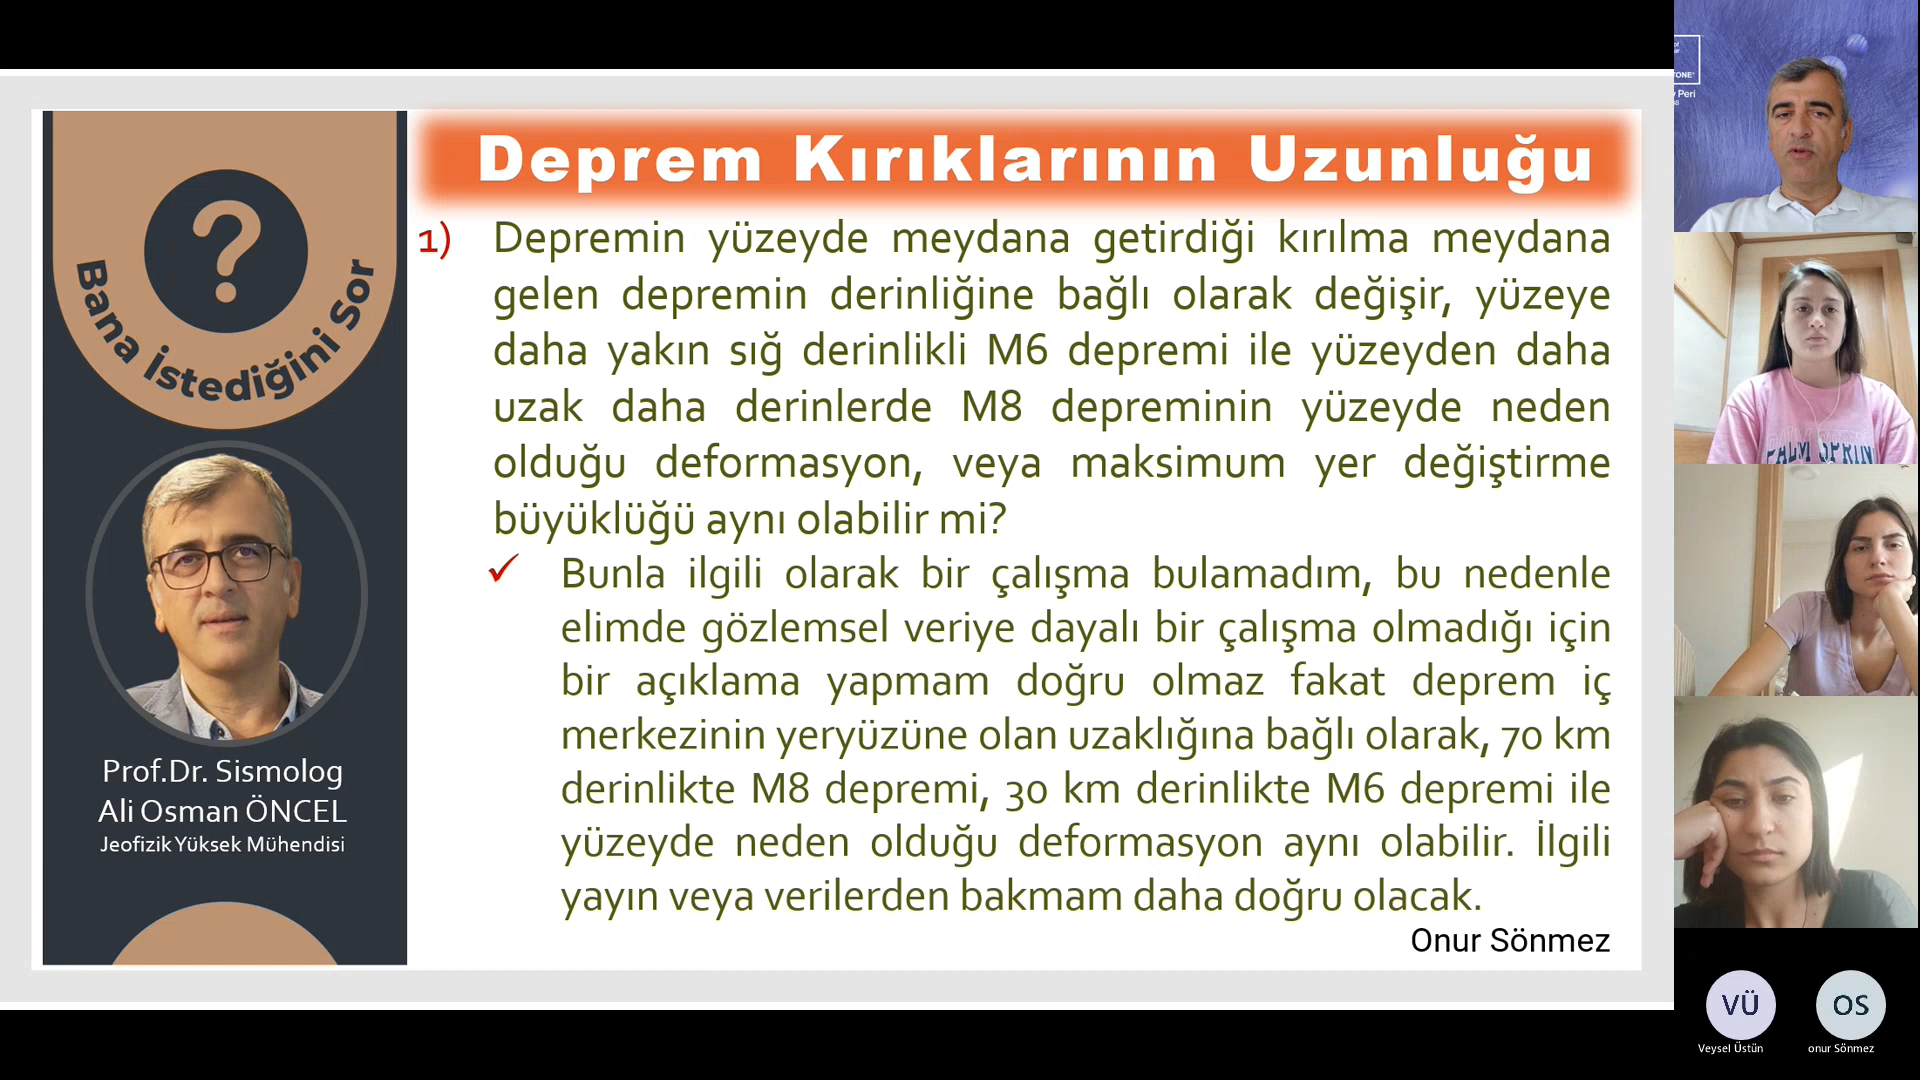 Deprem Kırıklarının Uzunluğu
1) Depremin yüzeyde meydana getirdiği kırılma meydana
gelen depremin derinliğine bağlı olarak değişir, yüzeye
daha yakın sığ derinlikli M6 depremi ile yüzeyden daha
uzak daha derinlerde M8 depreminin yüzeyde neden
olduğu deformasyon, veya maksimum yer değiştirme
büyüklüğü aynı olabilir mi?
✓ Bunla ilgili olarak bir çalışma bulamadım, bu nedenle
elimde gözlemsel veriye dayalı bir çalışma olmadığı için
bir açıklama yapmam doğru olmaz fakat deprem iç
merkezinin yeryüzüne olan uzaklığına bağlı olarak, 70 km
derinlikte M8 depremi, 30 km derinlikte M6 depremi ile
yüzeyde neden olduğu deformasyon aynı olabilir. İlgili
yayın veya verilerden bakmam daha doğru olacak.
Onur Sönmez
?
Bana İstediğini Sor
Prof.Dr. Sismolog
Ali Osman ÖNCEL
Jeofizik Yüksek Mühendisi
VÜ
Veysel Üstün
OS
onur Sönmez